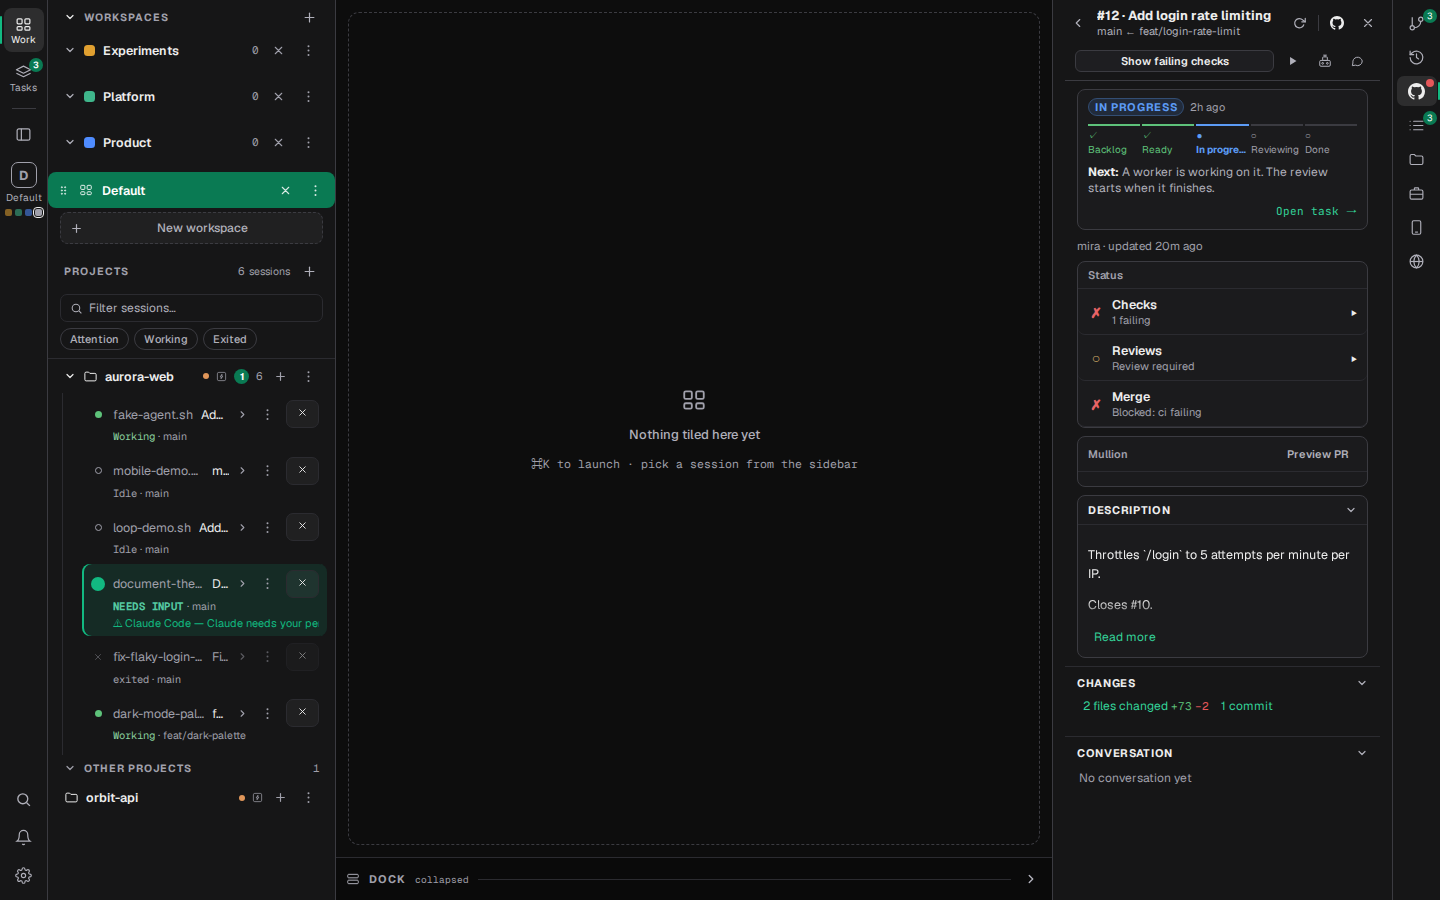 Work
Tasks
3
D
Default
WORKSPACES
Experiments 0
Platform 0
Product 0
Default
New workspace
PROJECTS 6 sessions
Filter sessions...
Attention Working Exited
aurora-web 1 6
fake-agent.sh Ad...
Working · main
mobile-demo.... m...
Idle · main
loop-demo.sh Add...
Idle · main
document-the... D...
NEEDS INPUT · main
⚠ Claude Code — Claude needs your pe
fix-flaky-login-... Fi...
exited · main
dark-mode-pal... f...
Working · feat/dark-palette
OTHER PROJECTS 1
orbit-api
Nothing tiled here yet
⌘K to launch · pick a session from the sidebar
DOCK collapsed
#12 · Add login rate limiting
main ← feat/login-rate-limit
Show failing checks
IN PROGRESS 2h ago
✓ ✓ ● ○ ○
Backlog Ready In progre... Reviewing Done
Next: A worker is working on it. The review
starts when it finishes.
Open task →
mira · updated 20m ago
Status
✗ Checks
1 failing
○ Reviews
Review required
✗ Merge
Blocked: ci failing
Mullion Preview PR
DESCRIPTION
Throttles `/login` to 5 attempts per minute per
IP.
Closes #10.
Read more
CHANGES
2 files changed +73 −2 1 commit
CONVERSATION
No conversation yet
3
3